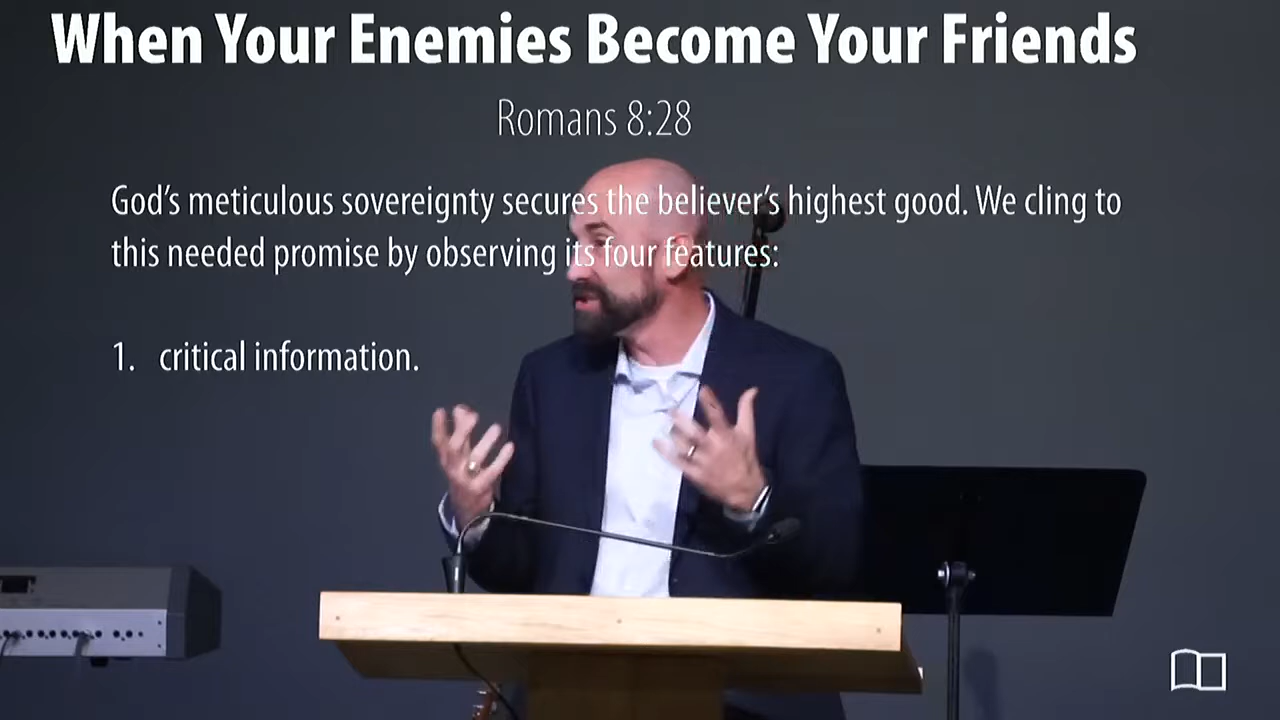 When Your Enemies Become Your Friends
Romans 8:28
God's meticulous sovereignty secures the believer's highest good. We cling to
this needed promise by observing its four features:
1. critical information.